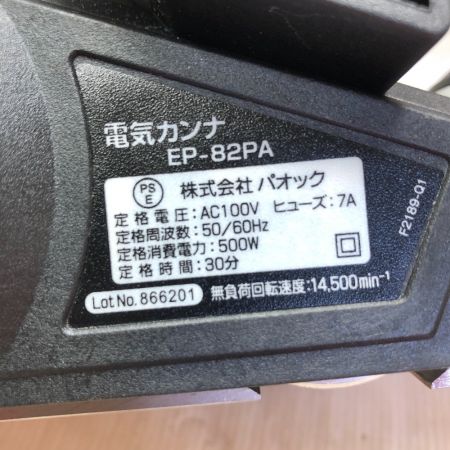 電気カンナ
EP-82PA
PS
E
株式会社 パオック
定格電圧:AC100V ヒューズ:7A
定格周波数:50/60Hz
定格消費電力:500W
定格時間:30分
Lot No. 866201
無負荷回転速度:14,500min⁻¹
F2189-Q1